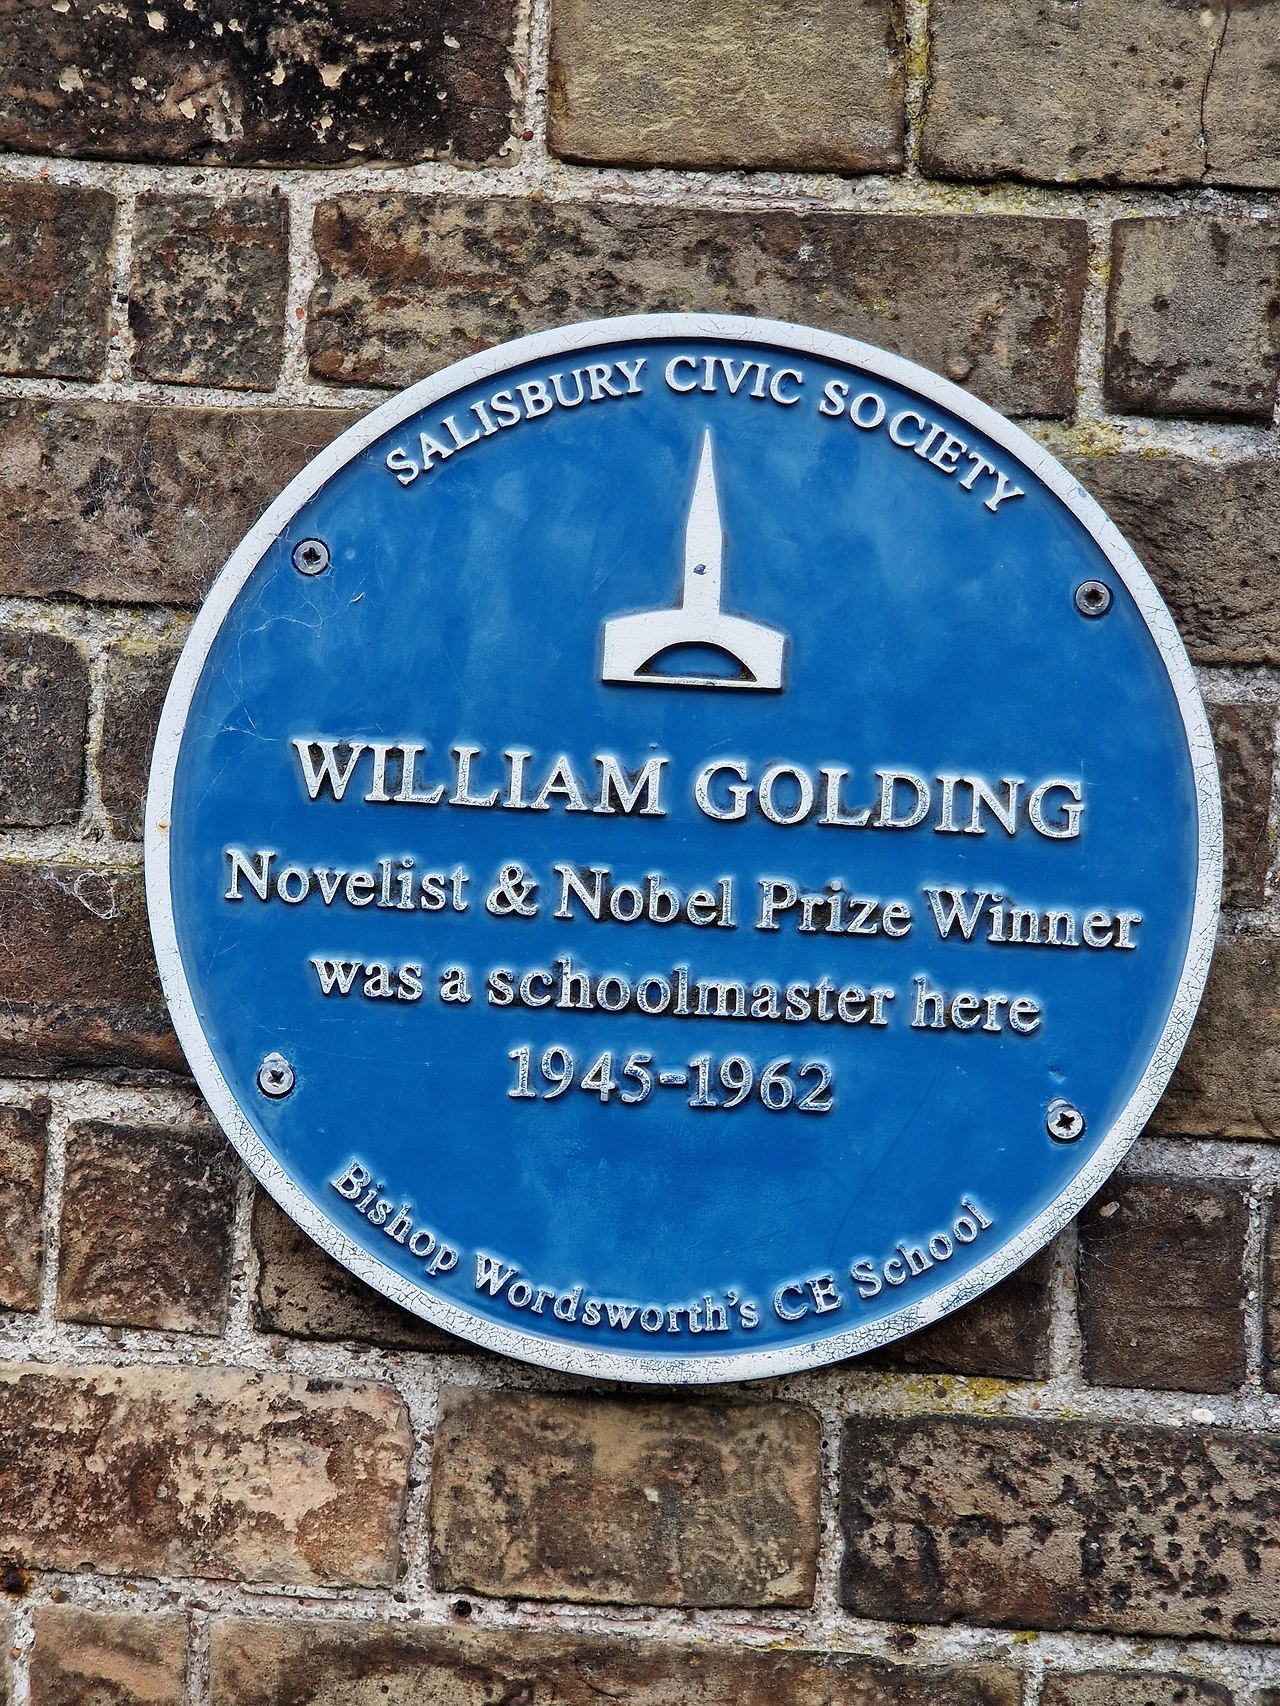 SALISBURY CIVIC SOCIETY
WILLIAM GOLDING
Novelist & Nobel Prize Winner
was a schoolmaster here
1945-1962
Bishop Wordsworth's CE School